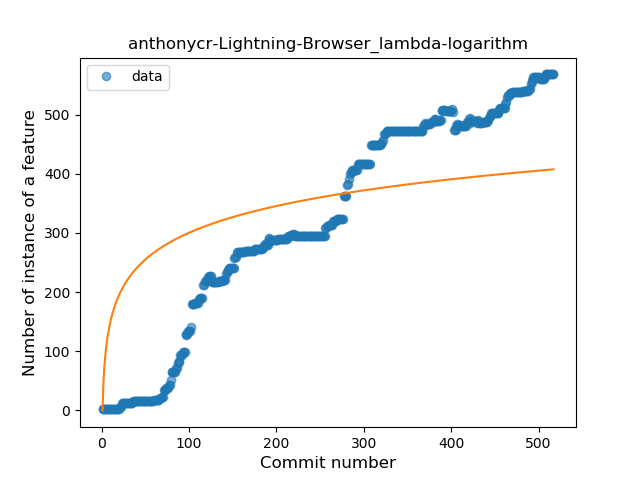 anthonycr-Lightning-Browser_lambda-logarithm
data
Number of instance of a feature
500
400
300
200
100
0
0 100 200 300 400 500
Commit number